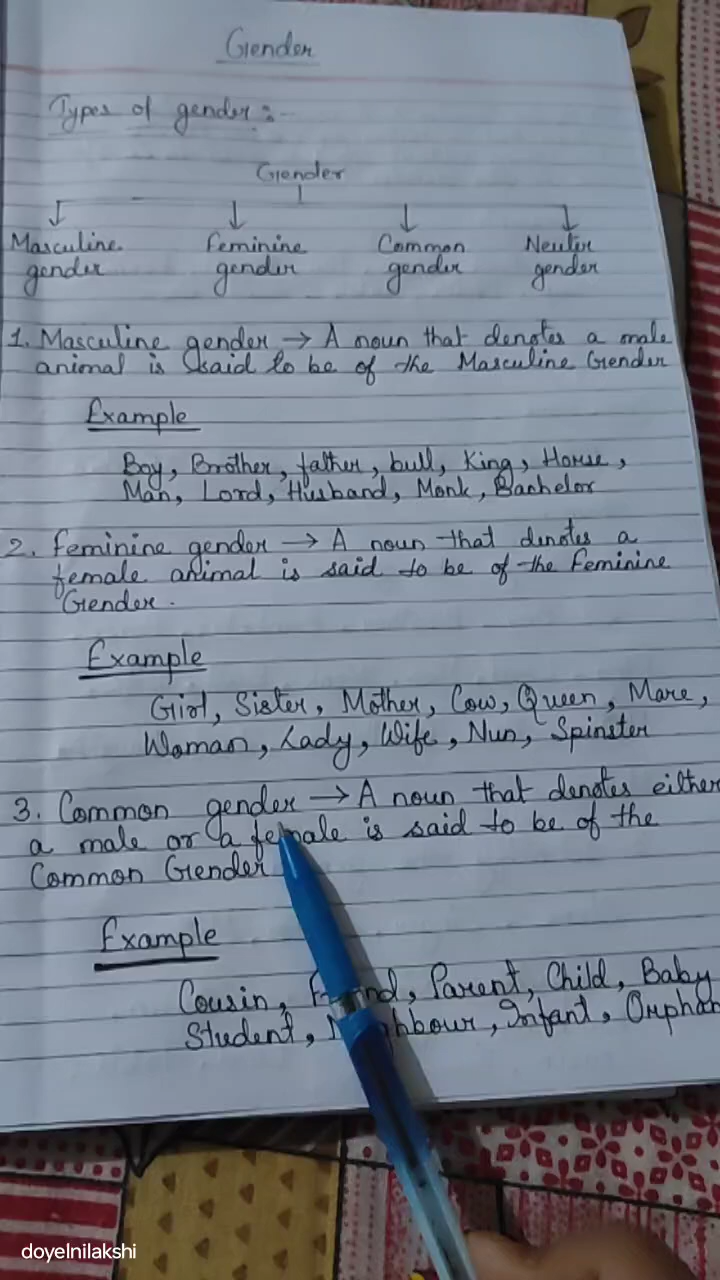 Gender
Types of gender :-
Gender
Masculine gender
Feminine gender
Common gender
Neuter gender
1. Masculine gender → A noun that denotes a male
animal is said to be of the Masculine Gender
Example
Boy, Brother, father, bull, King, Horse,
Man, Lord, Husband, Monk, Bachelor
2. Feminine gender → A noun that denotes a
female animal is said to be of the Feminine
Gender.
Example
Girl, Sister, Mother, Cow, Queen, Mare,
Woman, Lady, Wife, Nun, Spinster
3. Common gender → A noun that denotes either
a male or a female is said to be of the
Common Gender
Example
Cousin, Parent, Child, Baby
Student, Infant, Orphan
doyelnilakshi